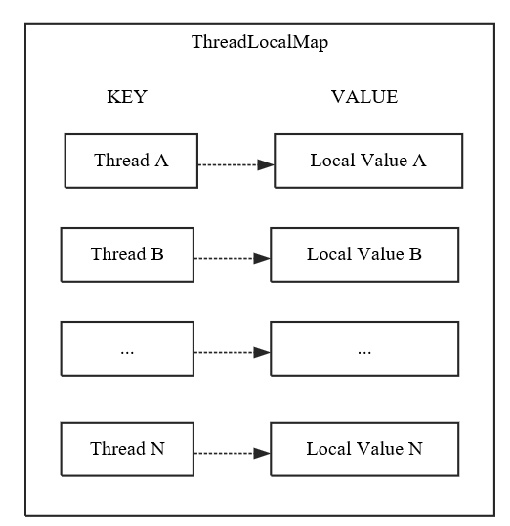 ThreadLocalMap
KEY VALUE
Thread A Local Value A
Thread B Local Value B
... ...
Thread N Local Value N